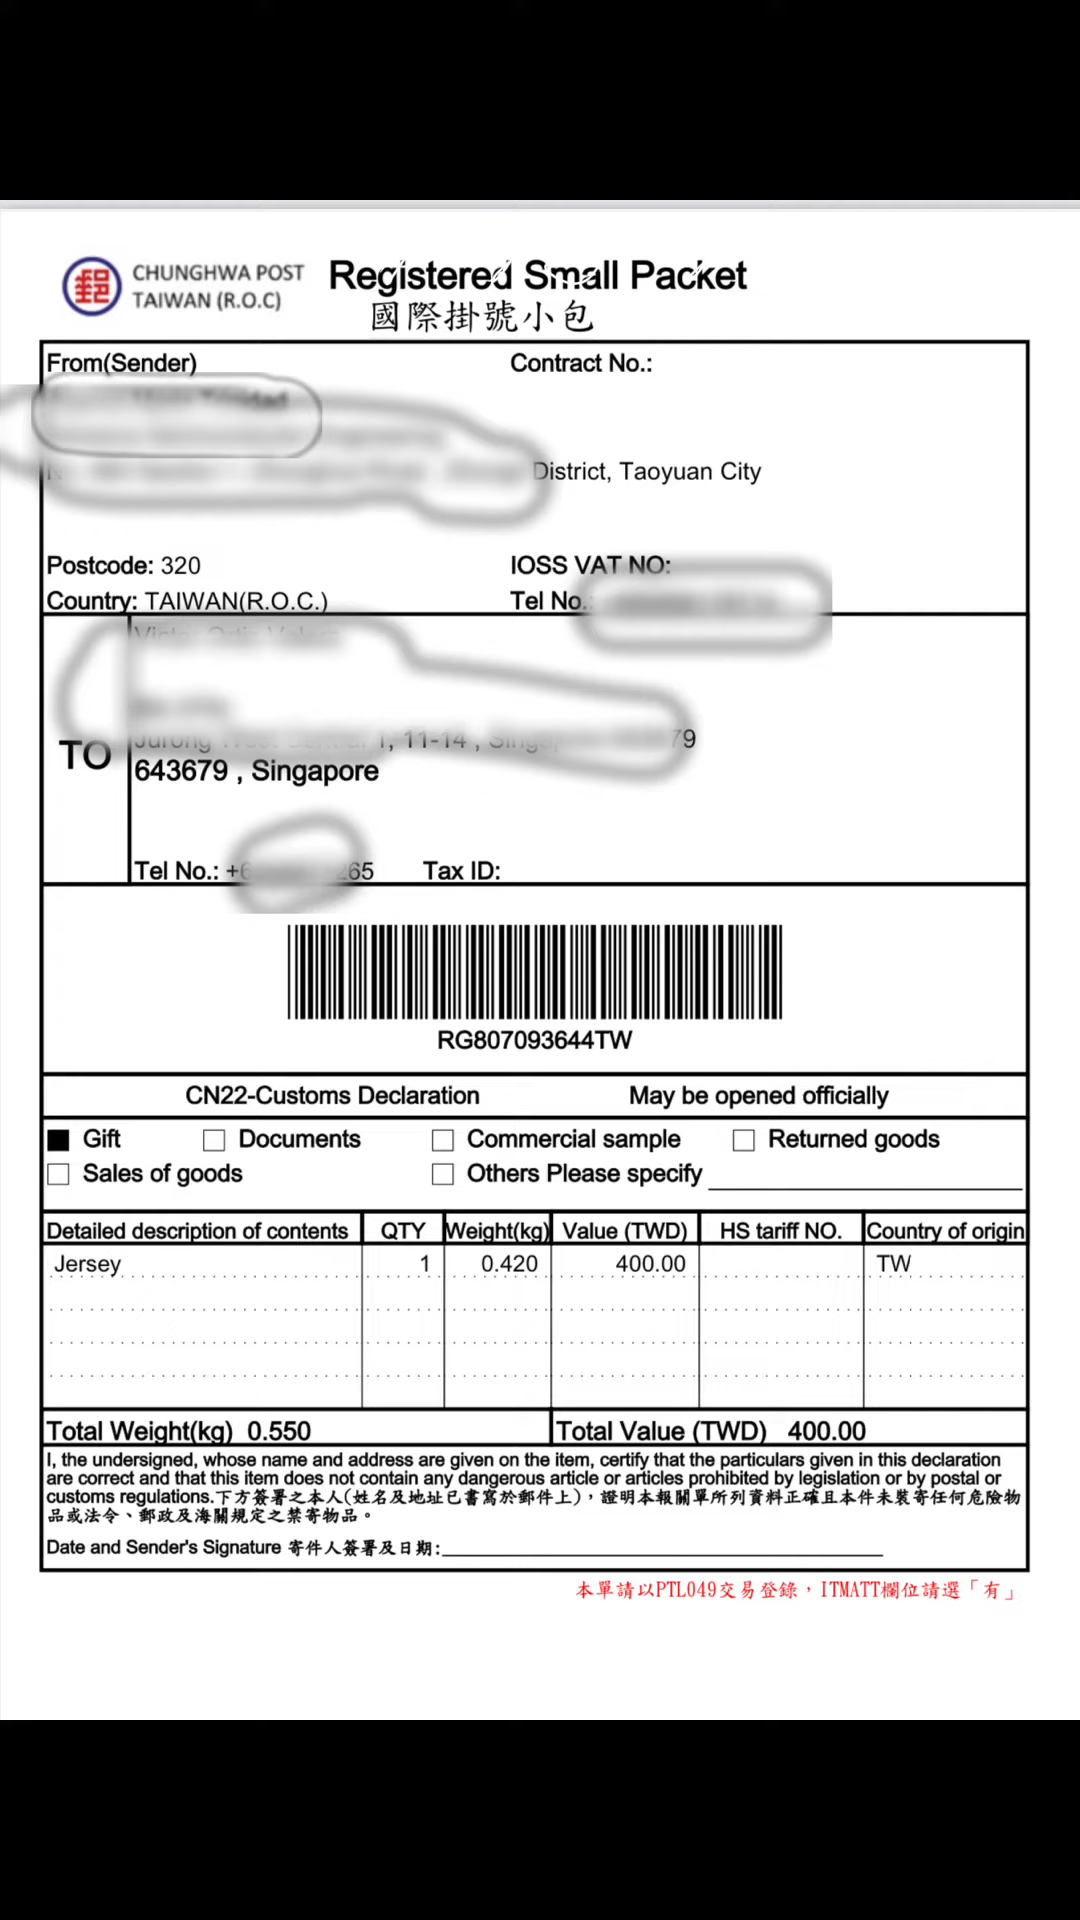 CHUNGHWA POST
TAIWAN (R.O.C)
Registered Small Packet
國際掛號小包
From(Sender)
Contract No.:
District, Taoyuan City
Postcode: 320
IOSS VAT NO:
Country: TAIWAN(R.O.C.)
Tel No.:
TO
1, 11-14 ,
643679 , Singapore
Tel No.:
Tax ID:
RG807093644TW
CN22-Customs Declaration
May be opened officially
Gift Documents Commercial sample Returned goods
Sales of goods Others Please specify
Detailed description of contents QTY Weight(kg) Value (TWD) HS tariff NO. Country of origin
Jersey 1 0.420 400.00 TW
Total Weight(kg) 0.550 Total Value (TWD) 400.00
I, the undersigned, whose name and address are given on the item, certify that the particulars given in this declaration
are correct and that this item does not contain any dangerous article or articles prohibited by legislation or by postal or
customs regulations.下方簽署之本人(姓名及地址已書寫於郵件上)，證明本報關單所列資料正確且本件未裝寄任何危險物
品或法令、郵政及海關規定之禁寄物品。
Date and Sender's Signature 寄件人簽署及日期:
本單請以PTL049交易登錄，ITMATT欄位請選「有」